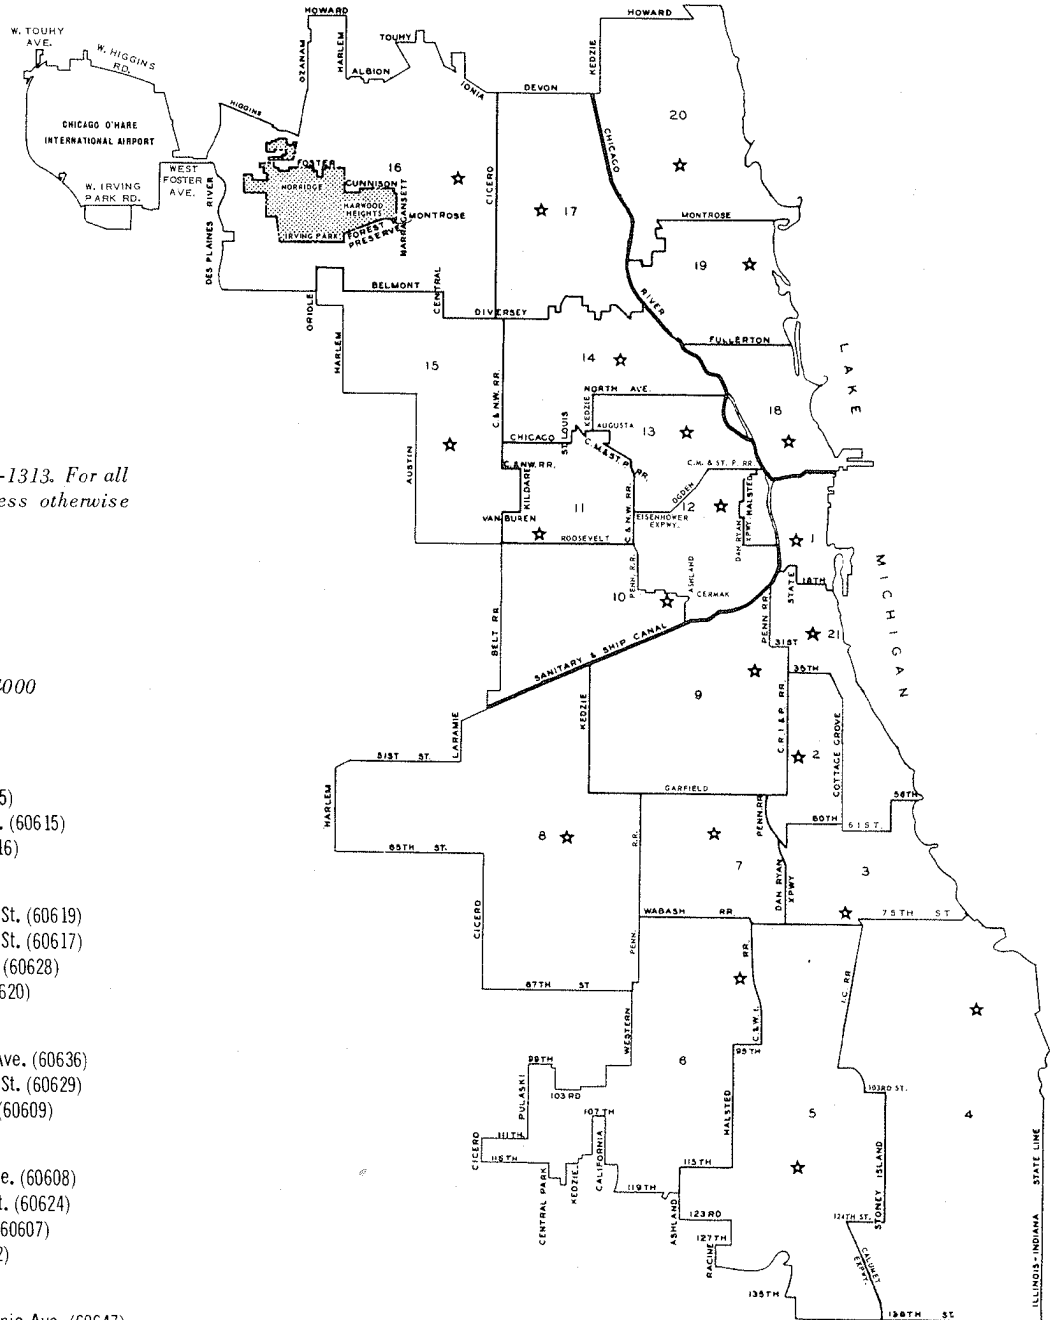 HOWARD
HOWARD
W. TOUHY
AVE.
W. HIGGINS
RD.
OZANAM
HARLEM
TOUHY
ALBION
IONIA
KEDZIE
DEVON
HIGGINS
CHICAGO O'HARE
INTERNATIONAL AIRPORT
WEST
FOSTER
AVE.
W. IRVING
PARK RD.
DES PLAINES RIVER
FOSTER
NORRIDGE
GUNNISON
HARWOOD
HEIGHTS
IRVING PARK
FOREST
PRESERVE
MONTROSE
NARRAGANSETT
16
CICERO
17
CHICAGO
RIVER
20
MONTROSE
19
BELMONT
CENTRAL
ORIOLE
DIVERSEY
FULLERTON
HARLEM
15
C & N.W. RR.
14
NORTH AVE.
KEDZIE
AUGUSTA
13
18
LAKE
MICHIGAN
CHICAGO
ST. LOUIS
C. M. & ST. P. RR.
C. M. & ST. P. RR.
C. & NW. RR.
KILDARE
AUSTIN
VAN BUREN
11
C. & N.W. RR.
OGDEN
12
EISENHOWER
EXPWY.
HALSTED
DAN RYAN
XPWY
ROOSEVELT
1
STATE
18TH
PENN. R.R.
ASHLAND
CERMAK
10
BELT RR.
PENN RR.
31ST
21
SANITARY & SHIP CANAL
35TH
KEDZIE
9
C.R.I & P. RR.
2
COTTAGE GROVE
LARAMIE
51ST ST.
HARLEM
65TH ST.
GARFIELD
8
R.R.
PENN.RR.
60TH
61ST.
56TH
7
DAN RYAN
XPWY
3
WABASH RR.
75TH ST
CICERO
PENN.
87TH ST
WESTERN
RR.
C. & W. I.
95TH
I.C. RR
6
HALSTED
99TH
PULASKI
103 RD
107TH
CALIFORNIA
5
103RD ST.
4
STONEY ISLAND
CICERO
111TH
115TH
CENTRAL PARK
KEDZIE
115TH
119TH
ASHLAND
123 RD
127TH
RACINE
124TH ST.
CALUMET
EXPWY.
135TH
138TH ST.
ILLINOIS-INDIANA STATE LINE
-1313. For all
ess otherwise
000
5)
. (60615)
16)
St. (60619)
St. (60617)
(60628)
620)
Ave. (60636)
St. (60629)
(60609)
e. (60608)
t. (60624)
60607)
2)
nia Ave. (60647)